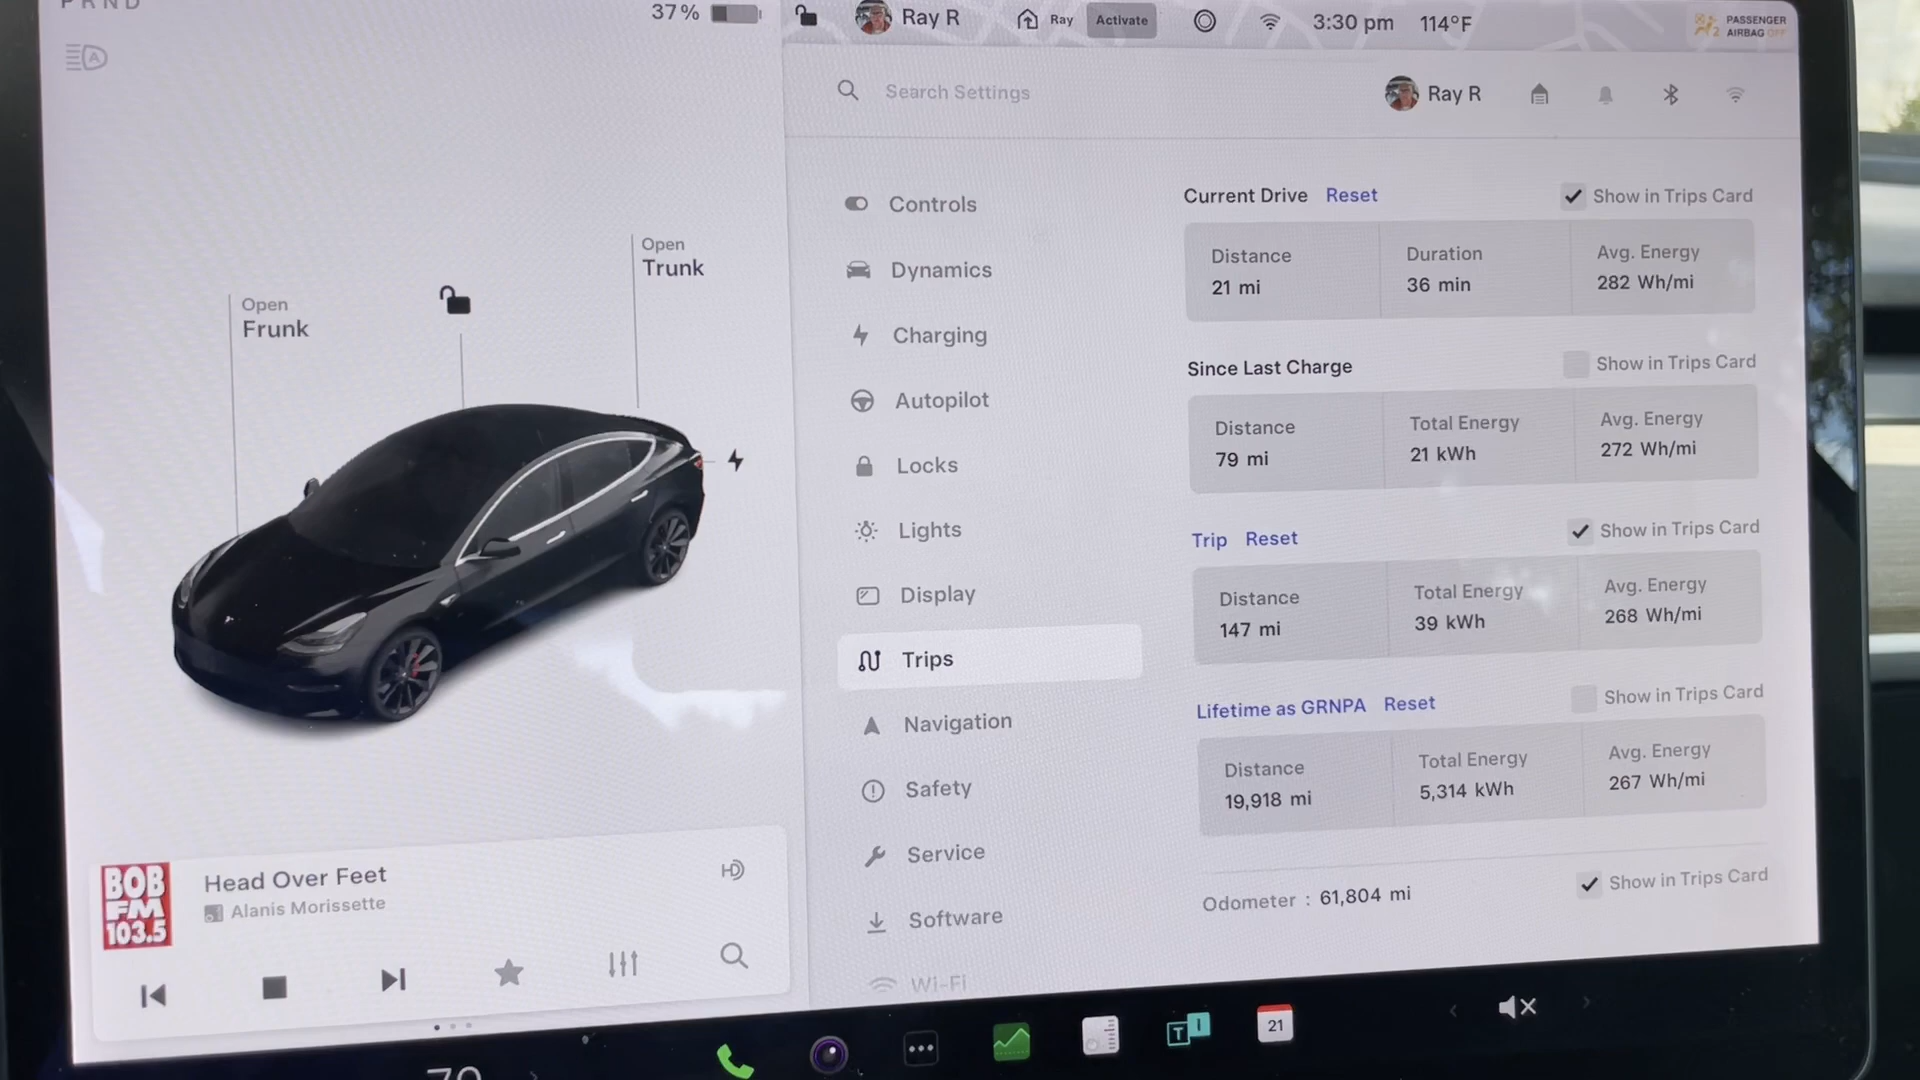 PRND
37%
Ray R
Ray
Activate
3:30 pm
114°F
PASSENGER
AIRBAG OFF
A
Search Settings
Ray R
Open
Frunk
Open
Trunk
Controls
Dynamics
Charging
Autopilot
Locks
Lights
Display
Trips
Navigation
Safety
Service
Software
Wi-Fi
Current Drive Reset
Show in Trips Card
Distance
21 mi
Duration
36 min
Avg. Energy
282 Wh/mi
Since Last Charge
Show in Trips Card
Distance
79 mi
Total Energy
21 kWh
Avg. Energy
272 Wh/mi
Trip Reset
Show in Trips Card
Distance
147 mi
Total Energy
39 kWh
Avg. Energy
268 Wh/mi
Lifetime as GRNPA Reset
Show in Trips Card
Distance
19,918 mi
Total Energy
5,314 kWh
Avg. Energy
267 Wh/mi
Odometer : 61,804 mi
Show in Trips Card
BOB
FM
103.5
Head Over Feet
Alanis Morissette
HD
T I
21